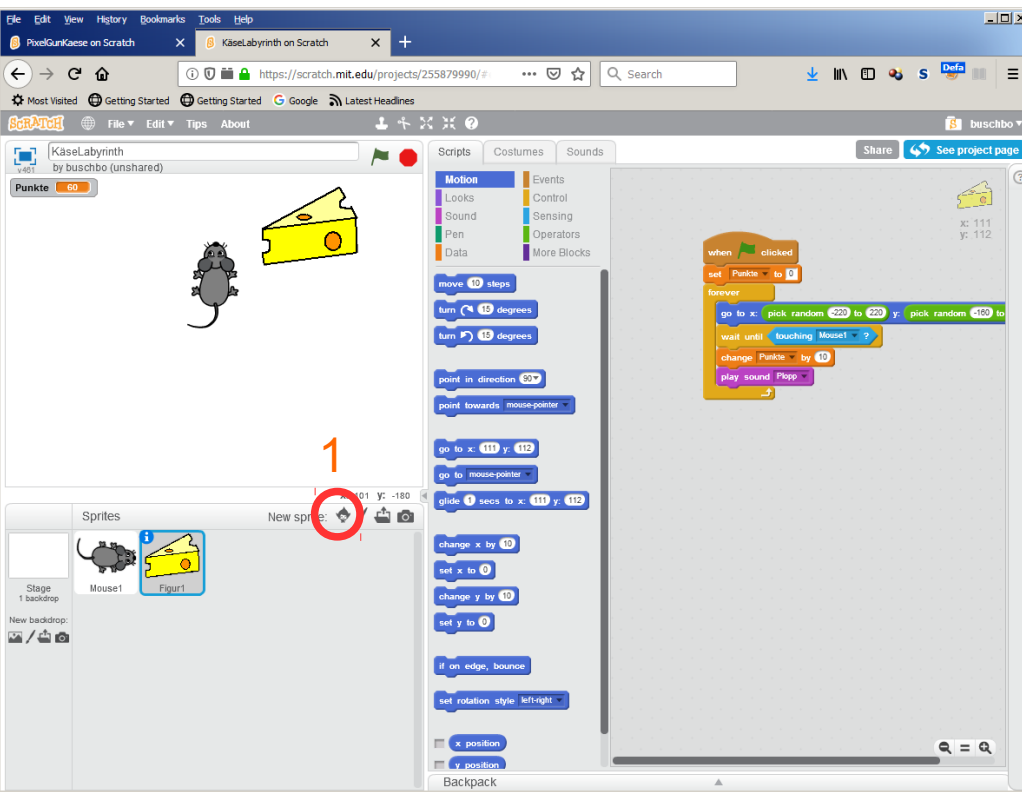 File Edit View History Bookmarks Tools Help
PixelGunKaese on Scratch
KäseLabyrinth on Scratch
https://scratch.mit.edu/projects/255879990/#
Search
Defa
Most Visited Getting Started Getting Started Google Latest Headlines
SCRATCH File Edit Tips About
buschbo
KäseLabyrinth
by buschbo (unshared)
v461
Punkte 60
Scripts Costumes Sounds
Share See project page
Motion Events
Looks Control
Sound Sensing
Pen Operators
Data More Blocks
move 10 steps
turn 15 degrees
turn 15 degrees
point in direction 90
point towards mouse-pointer
go to x: 111 y: 112
go to mouse-pointer
glide 1 secs to x: 111 y: 112
change x by 10
set x to 0
change y by 10
set y to 0
if on edge, bounce
set rotation style left-right
x position
y position
x: 111
y: 112
when clicked
set Punkte to 0
forever
go to x: pick random -220 to 220 y: pick random -160 to
wait until touching Mouse1 ?
change Punkte by 10
play sound Plopp
1
y: -180
Sprites
New sprite:
Stage
1 backdrop
New backdrop:
Mouse1
Figur1
Backpack